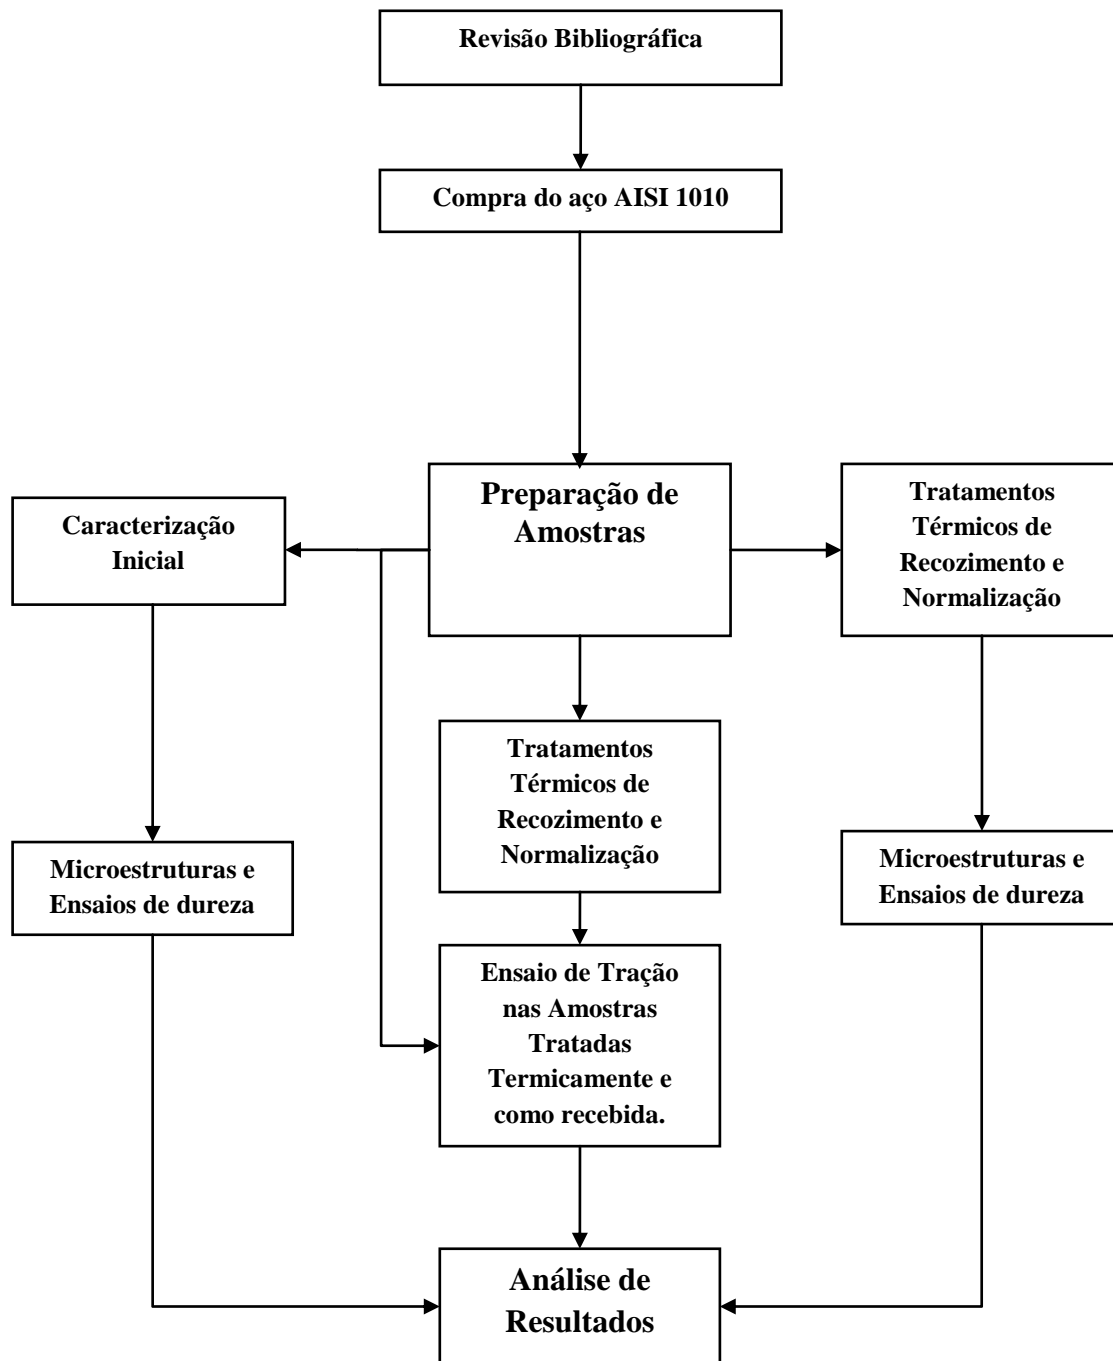 Revisão Bibliográfica
Compra do aço AISI 1010
Preparação de
Amostras
Caracterização
Inicial
Tratamentos
Térmicos de
Recozimento e
Normalização
Tratamentos
Térmicos de
Recozimento e
Normalização
Microestruturas e
Ensaios de dureza
Microestruturas e
Ensaios de dureza
Ensaio de Tração
nas Amostras
Tratadas
Termicamente e
como recebida.
Análise de
Resultados